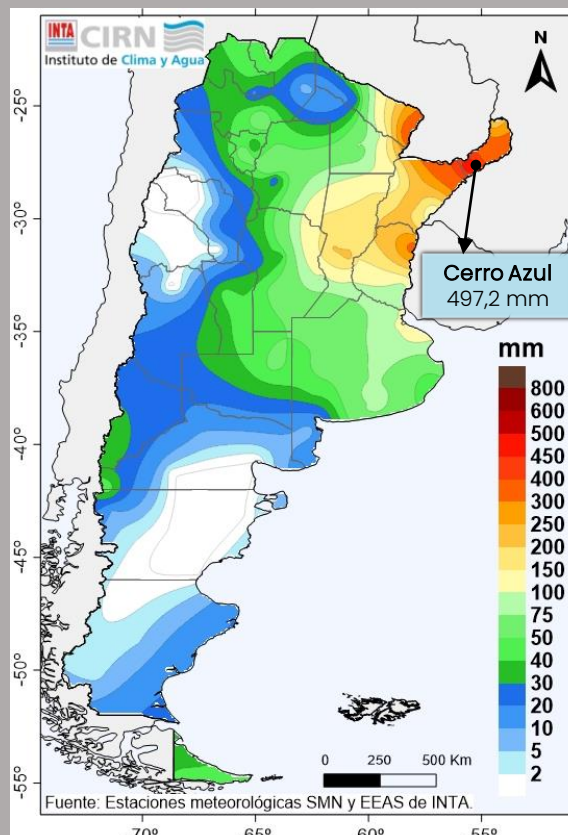 INTA CIRN
Instituto de Clima y Agua
N
-25°
-30°
-35°
-40°
-45°
-50°
-55°
Cerro Azul
497,2 mm
mm
800
600
500
450
400
300
250
200
150
100
75
50
40
30
20
10
5
2
0 250 500 Km
Fuente: Estaciones meteorológicas SMN y EEAS de INTA.
-70° -65° -60° -55°